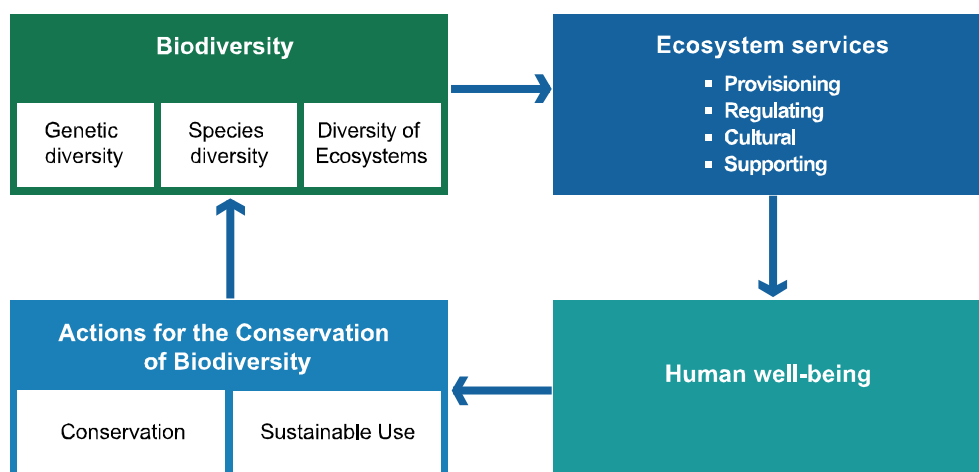 Biodiversity
Genetic
diversity
Species
diversity
Diversity of
Ecosystems
Ecosystem services
▪ Provisioning
▪ Regulating
▪ Cultural
▪ Supporting
Actions for the Conservation
of Biodiversity
Conservation
Sustainable Use
Human well-being